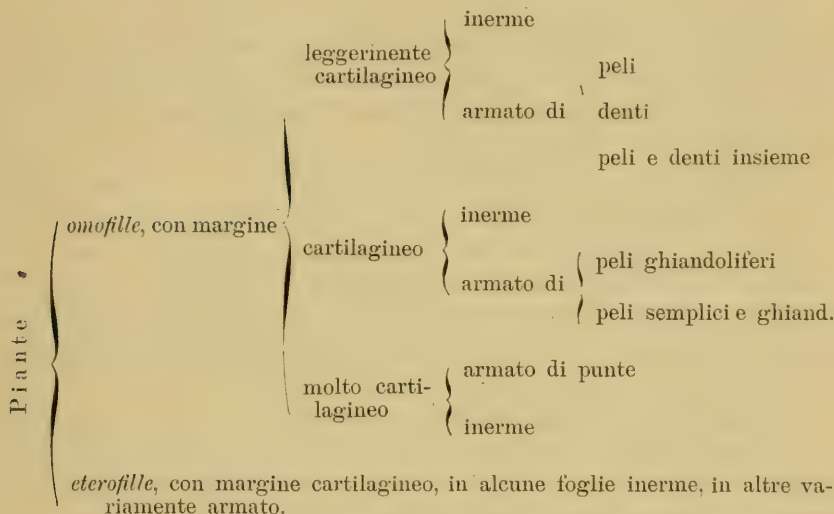 inerme
leggermente
cartilagineo
peli
armato di denti
peli e denti insieme
Piante
omofille, con margine
inerme
cartilagineo
peli ghiandoliferi
armato di
peli semplici e ghiand.
armato di punte
molto carti-
lagineo
inerme
eterofille, con margine cartilagineo, in alcune foglie inerme, in altre va-
riamente armato.